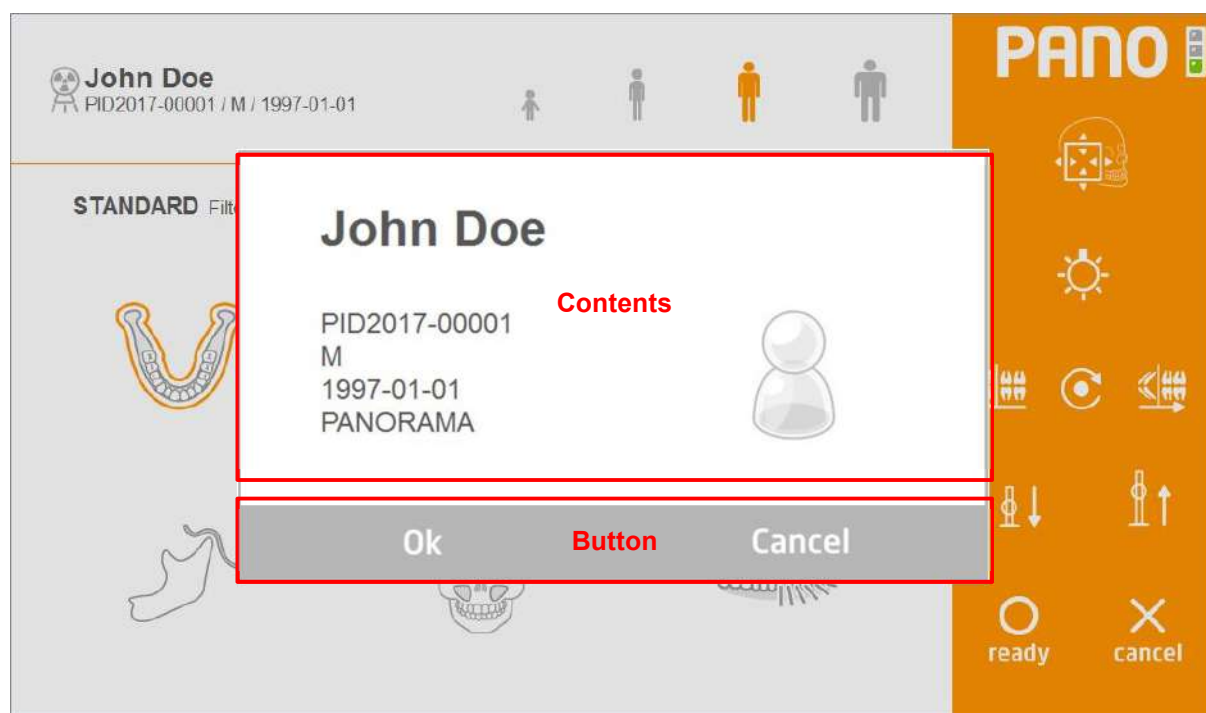 John Doe
PID2017-00001 / M / 1997-01-01
PANO
STANDARD
John Doe
Contents
PID2017-00001
M
1997-01-01
PANORAMA
Ok
Button
Cancel
ready
cancel